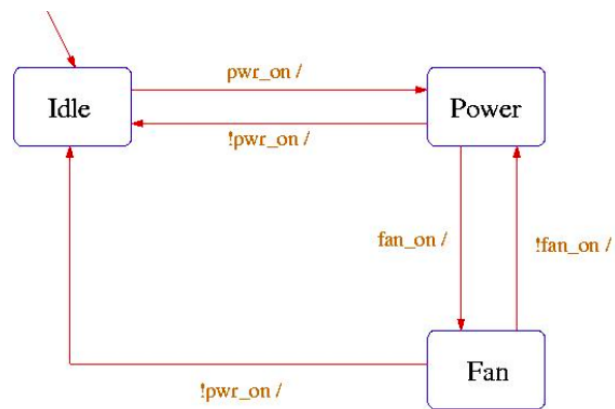 pwr_on /
Idle
Power
!pwr_on /
fan_on /
!fan_on /
Fan
!pwr_on /